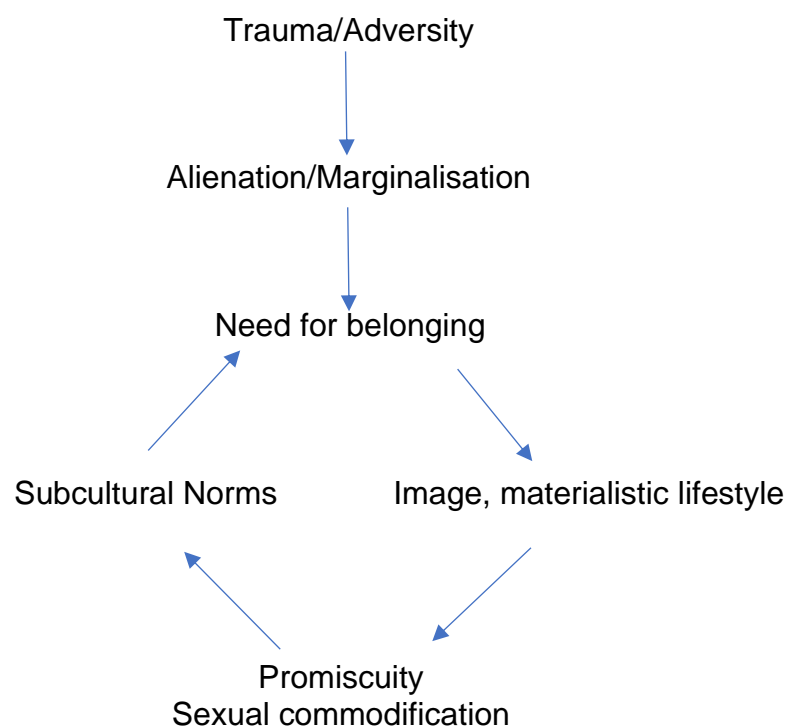 Trauma/Adversity
Alienation/Marginalisation
Need for belonging
Subcultural Norms
Image, materialistic lifestyle
Promiscuity
Sexual commodification